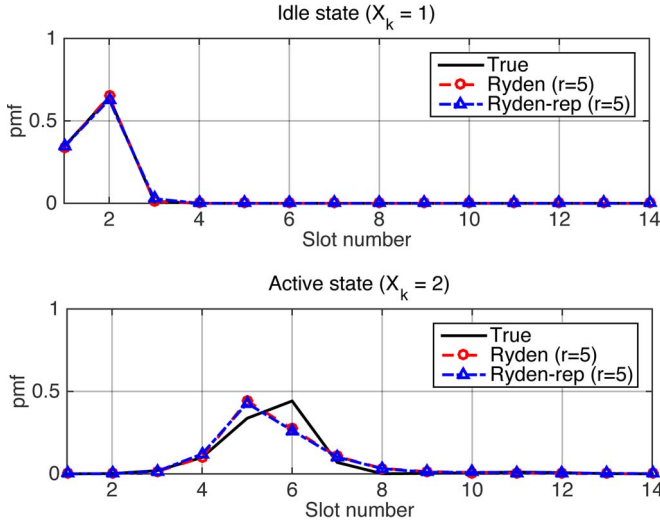 Idle state (X_k = 1)
1
0.5
0
pmf
True
Ryden (r=5)
Ryden-rep (r=5)
2 4 6 8 10 12 14
Slot number
Active state (X_k = 2)
1
0.5
0
pmf
True
Ryden (r=5)
Ryden-rep (r=5)
2 4 6 8 10 12 14
Slot number